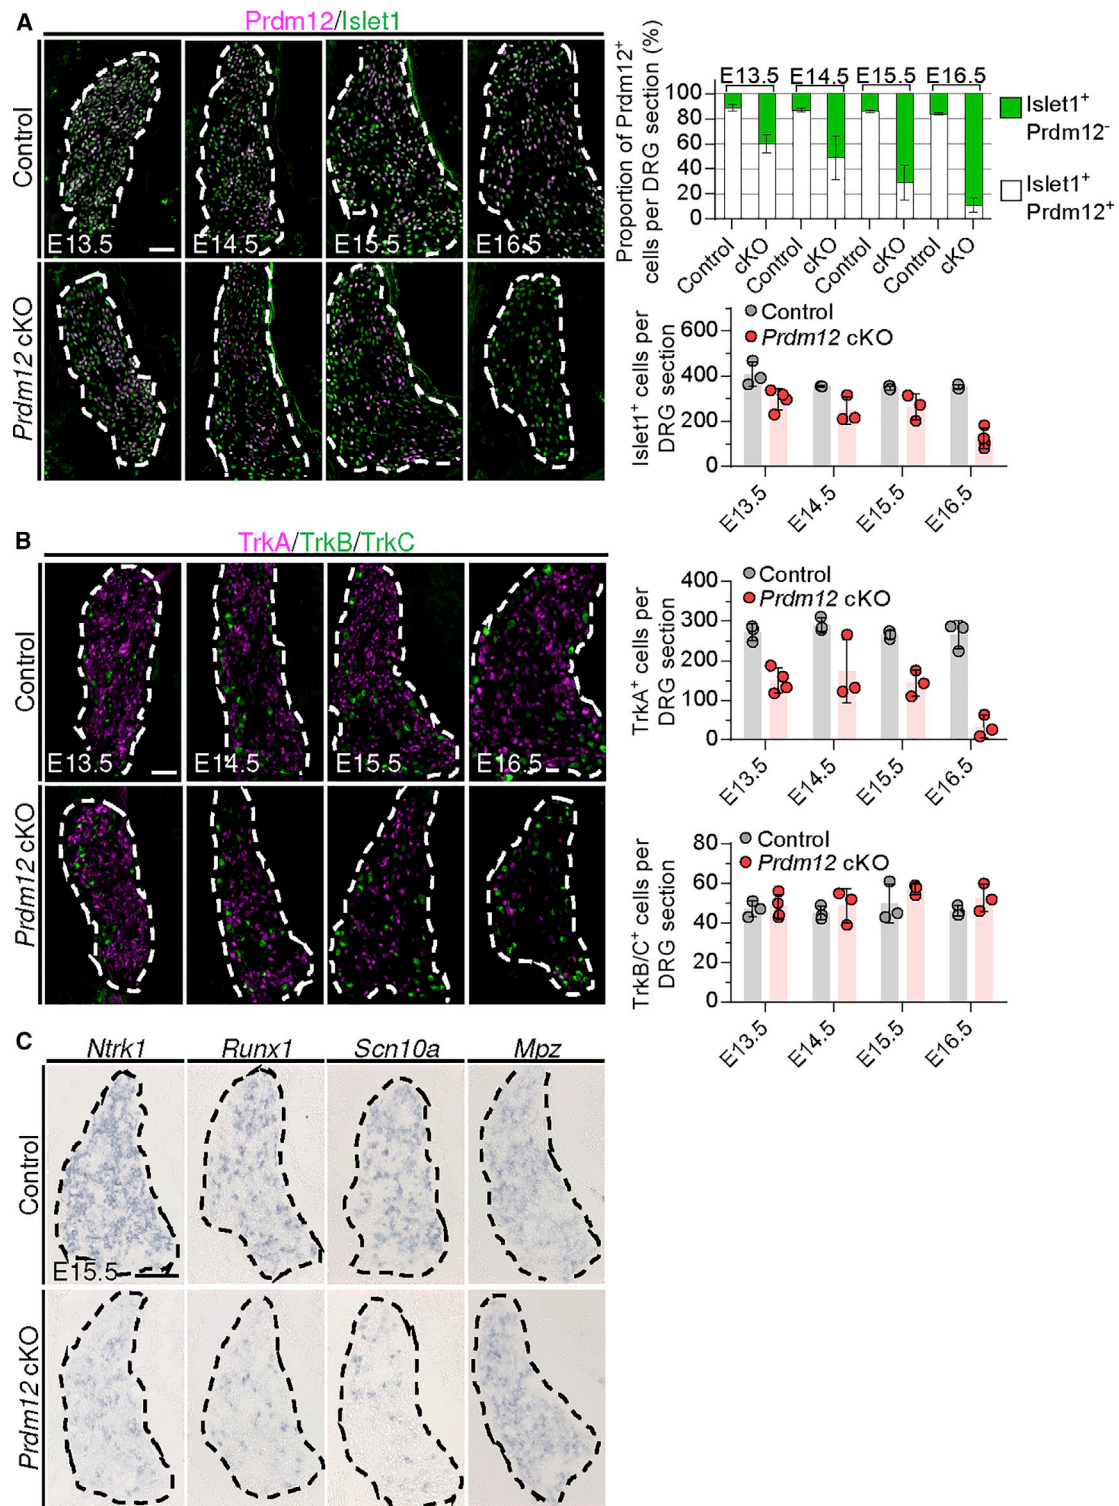 A
Prdm12/Islet1
Control
E13.5
E14.5
E15.5
E16.5
Prdm12 cKO
Proportion of Prdm12⁺
cells per DRG section (%)
E13.5 E14.5 E15.5 E16.5
100
80
60
40
20
0
Control
cKO
Control
cKO
Control
cKO
Control
cKO
Islet1⁺
Prdm12⁻
Islet1⁺
Prdm12⁺
Islet1⁺ cells per
DRG section
Control
Prdm12 cKO
600
400
200
0
E13.5
E14.5
E15.5
E16.5
B
TrkA/TrkB/TrkC
Control
E13.5
E14.5
E15.5
E16.5
Prdm12 cKO
TrkA⁺ cells per
DRG section
Control
Prdm12 cKO
400
300
200
100
0
E13.5
E14.5
E15.5
E16.5
TrkB/C⁺ cells per
DRG section
Control
Prdm12 cKO
80
60
40
20
0
E13.5
E14.5
E15.5
E16.5
C
Ntrk1
Runx1
Scn10a
Mpz
Control
E15.5
Prdm12 cKO